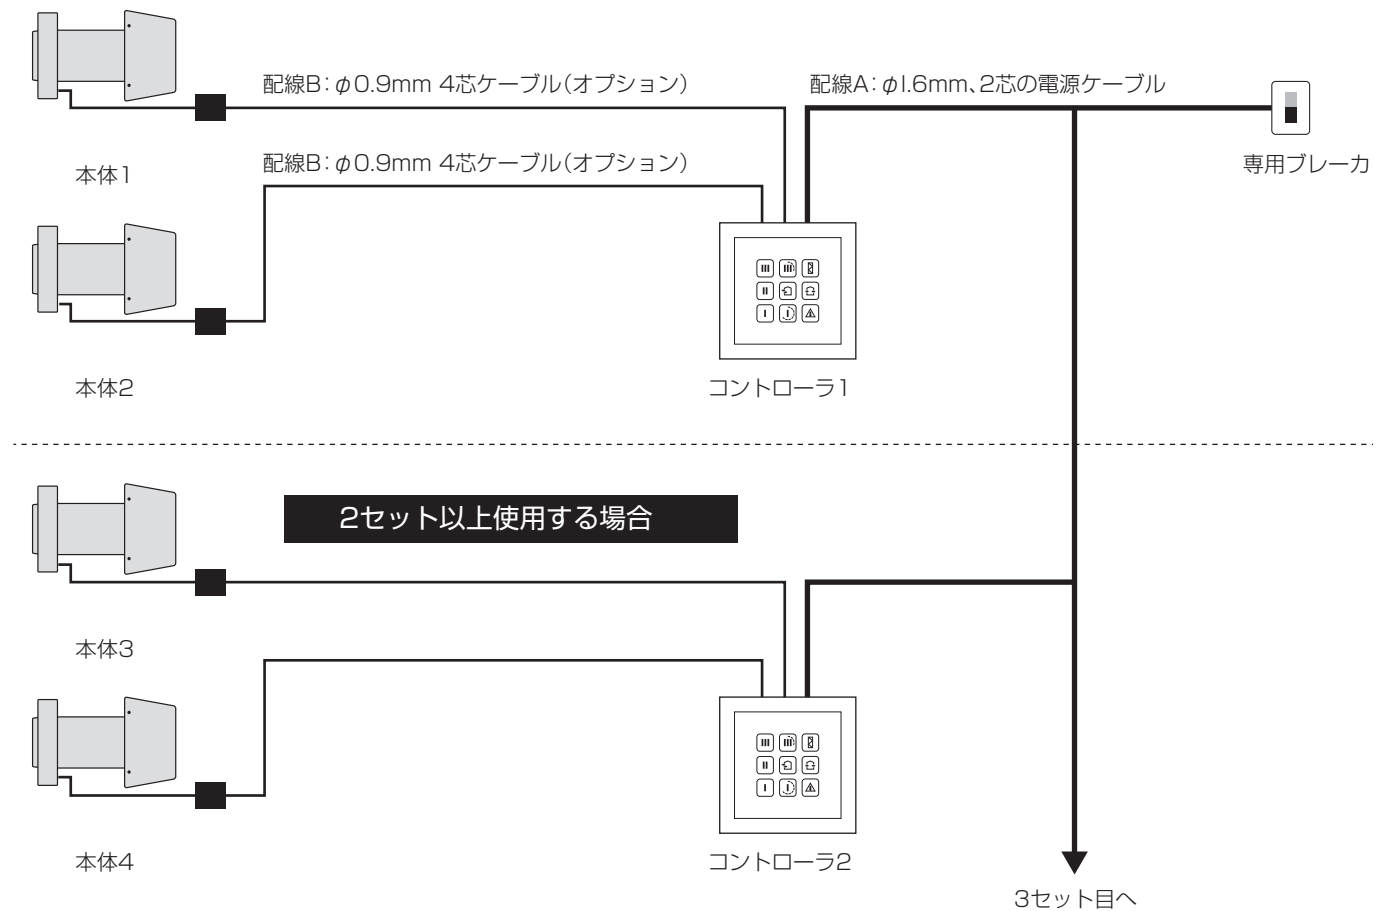 配線B：φ0.9mm 4芯ケーブル（オプション）
配線A：φ1.6mm、2芯の電源ケーブル
本体1
配線B：φ0.9mm 4芯ケーブル（オプション）
専用ブレーカ
本体2
コントローラ1
2セット以上使用する場合
本体3
本体4
コントローラ2
3セット目へ